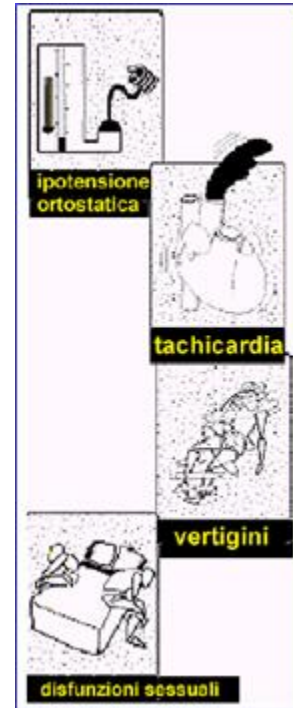 ipotensione
ortostatica
tachicardia
vertigini
disfunzioni sessuali